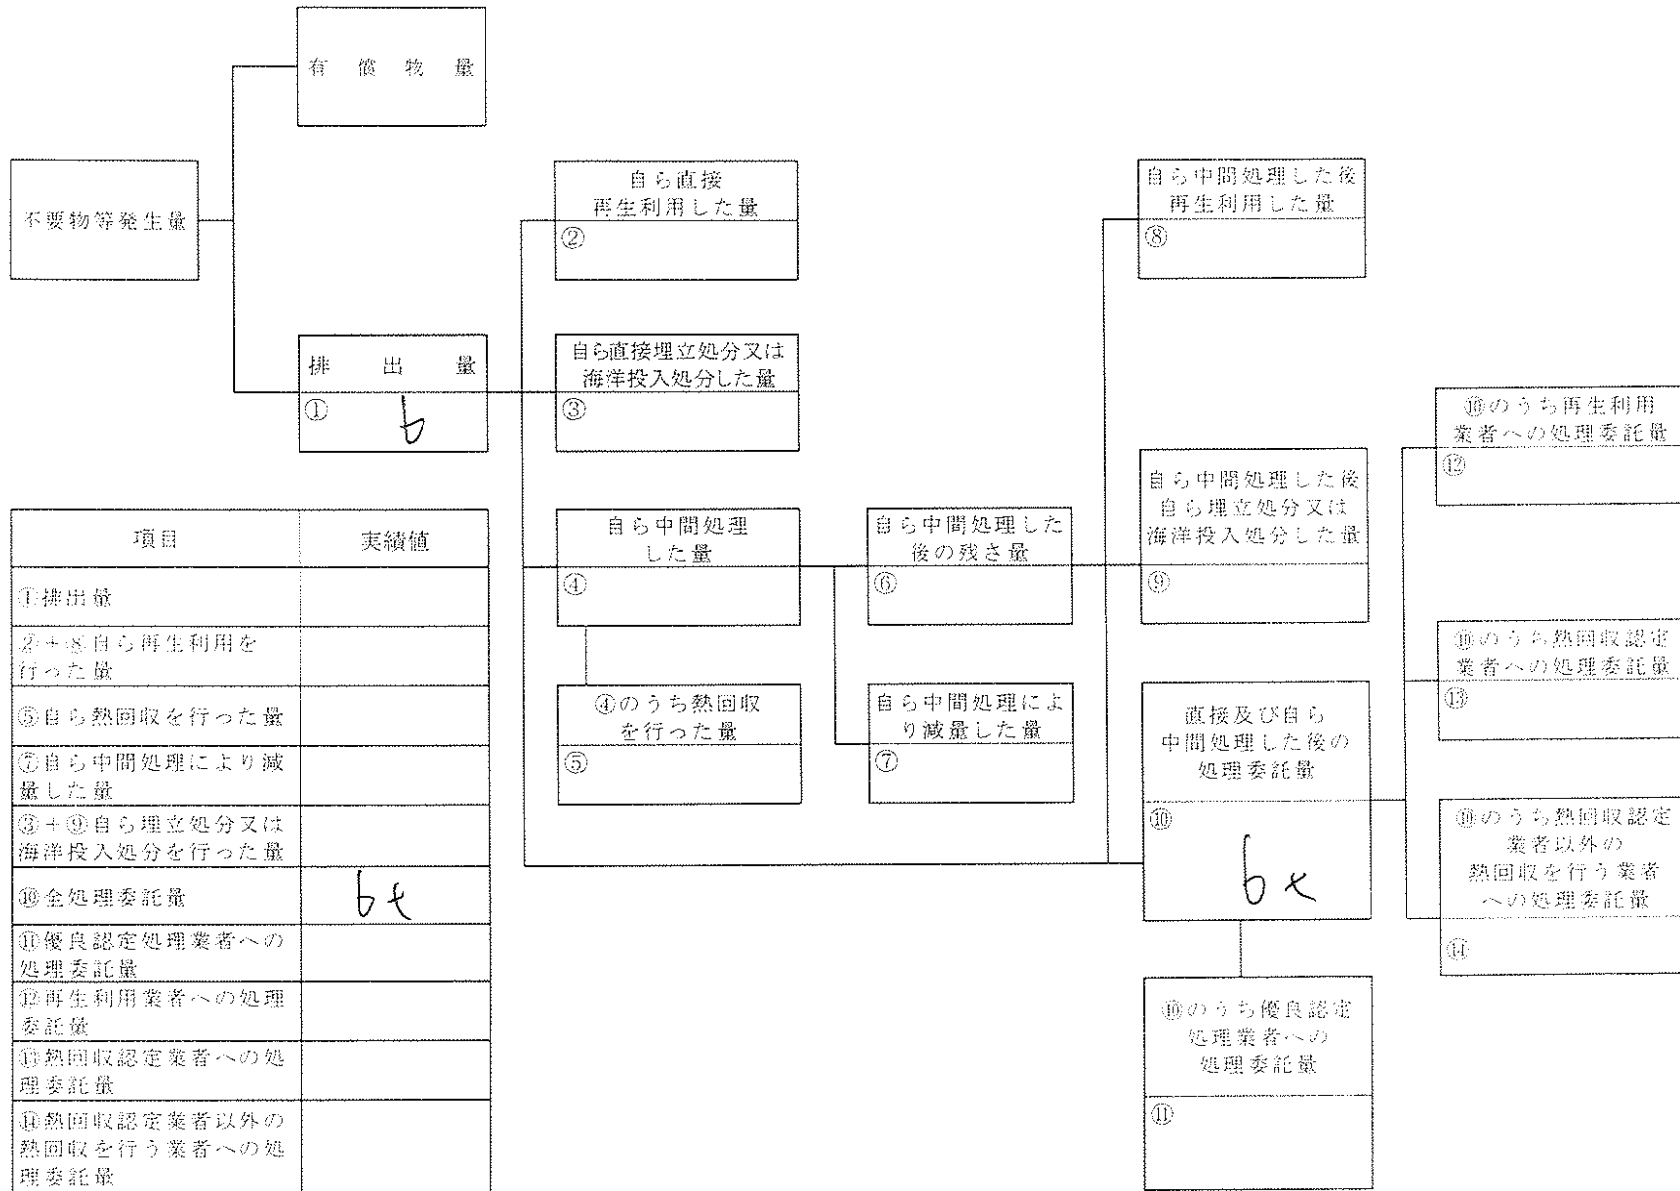 有償物量
不要物等発生量
排出量
① 6
自ら直接
再生利用した量
②
自ら直接埋立処分又は
海洋投入処分した量
③
自ら中間処理
した量
④
④のうち熱回収
を行った量
⑤
自ら中間処理した
後の残さ量
⑥
自ら中間処理によ
り減量した量
⑦
自ら中間処理した後
再生利用した量
⑧
自ら中間処理した後
自ら埋立処分又は
海洋投入処分した量
⑨
直接及び自ら
中間処理した後の
処理委託量
⑩
6t
⑩のうち優良認定
処理業者への
処理委託量
⑪
⑩のうち再生利用
業者への処理委託量
⑫
⑩のうち熱回収認定
業者への処理委託量
⑬
⑩のうち熱回収認定
業者以外の
熱回収を行う業者
への処理委託量
⑭
項目 実績値
①排出量
②+⑧自ら再生利用を
行った量
⑤自ら熱回収を行った量
⑦自ら中間処理により減
量した量
③+⑨自ら埋立処分又は
海洋投入処分を行った量
⑩全処理委託量 6t
⑪優良認定処理業者への
処理委託量
⑫再生利用業者への処理
委託量
⑬熱回収認定業者への処
理委託量
⑭熱回収認定業者以外の
熱回収を行う業者への処
理委託量